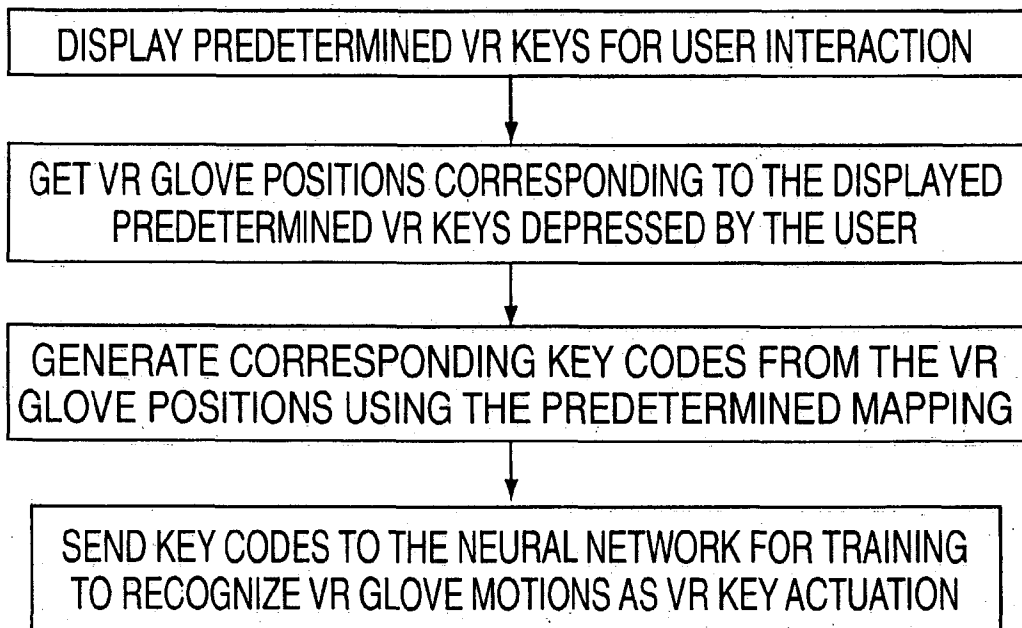 DISPLAY PREDETERMINED VR KEYS FOR USER INTERACTION
GET VR GLOVE POSITIONS CORRESPONDING TO THE DISPLAYED
PREDETERMINED VR KEYS DEPRESSED BY THE USER
GENERATE CORRESPONDING KEY CODES FROM THE VR
GLOVE POSITIONS USING THE PREDETERMINED MAPPING
SEND KEY CODES TO THE NEURAL NETWORK FOR TRAINING
TO RECOGNIZE VR GLOVE MOTIONS AS VR KEY ACTUATION